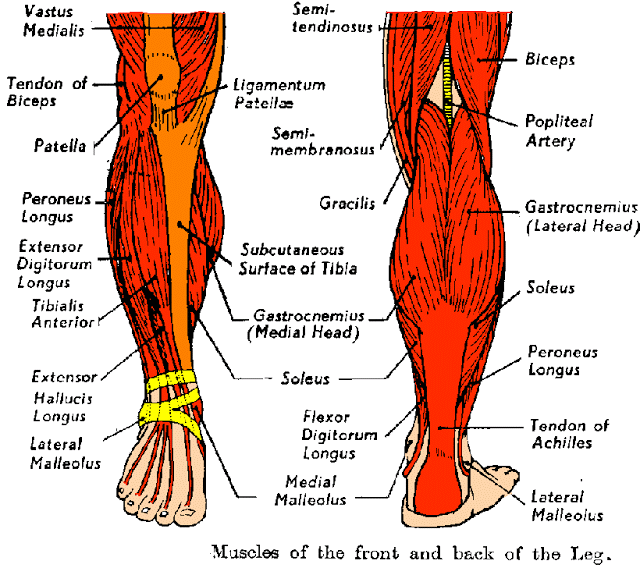 Vastus
Medialis
Tendon of
Biceps
Patella
Peroneus
Longus
Extensor
Digitorum
Longus
Tibialis
Anterior
Extensor
Hallucis
Longus
Lateral
Malleolus
Semi-
tendinosus
Ligamentum
Patellæ
Semi-
membranosus
Gracilis
Subcutaneous
Surface of Tibia
Gastrocnemius
(Medial Head)
Soleus
Flexor
Digitorum
Longus
Medial
Malleolus
Biceps
Popliteal
Artery
Gastrocnemius
(Lateral Head)
Soleus
Peroneus
Longus
Tendon of
Achilles
Lateral
Malleolus
Muscles of the front and back of the Leg.